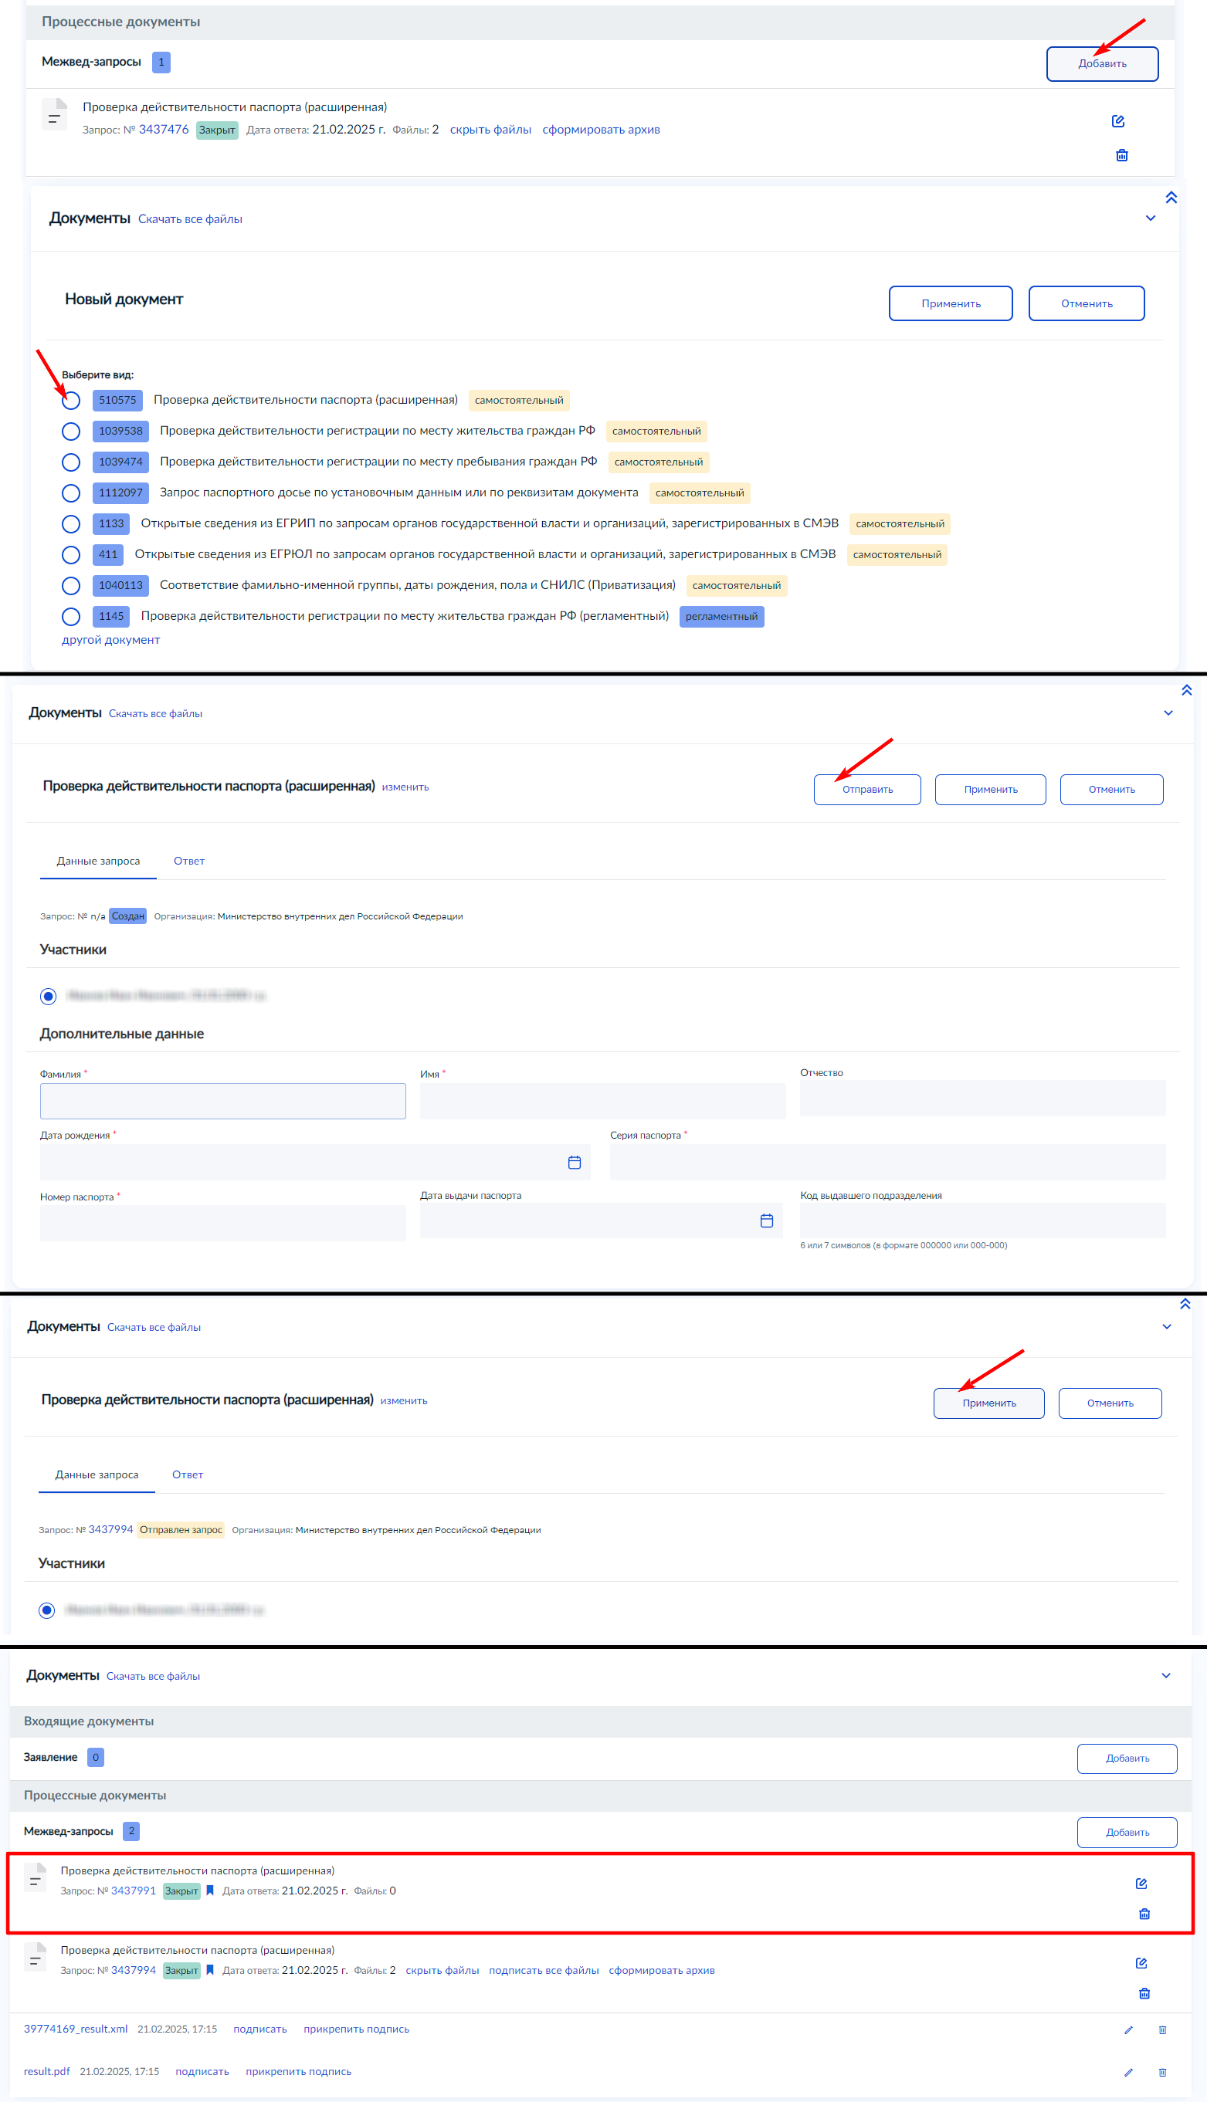 Процессные документы
Межвед-запросы 1 Добавить
Проверка действительности паспорта (расширенная)
Запрос: № 3437476 Закрыт Дата ответа: 21.02.2025 г. Файлы: 2 скрыть файлы сформировать архив
Документы Скачать все файлы
Новый документ Применить Отменить
Выберите вид:
510575 Проверка действительности паспорта (расширенная) самостоятельный
1039538 Проверка действительности регистрации по месту жительства граждан РФ самостоятельный
1039474 Проверка действительности регистрации по месту пребывания граждан РФ самостоятельный
1112097 Запрос паспортного досье по установочным данным или по реквизитам документа самостоятельный
1133 Открытые сведения из ЕГРИП по запросам органов государственной власти и организаций, зарегистрированных в СМЭВ самостоятельный
411 Открытые сведения из ЕГРЮЛ по запросам органов государственной власти и организаций, зарегистрированных в СМЭВ самостоятельный
1040113 Соответствие фамильно-именной группы, даты рождения, пола и СНИЛС (Приватизация) самостоятельный
1145 Проверка действительности регистрации по месту жительства граждан РФ (регламентный) регламентный
другой документ
Документы Скачать все файлы
Проверка действительности паспорта (расширенная) изменить Отправить Применить Отменить
Данные запроса Ответ
Запрос: № n/a Создан Организация: Министерство внутренних дел Российской Федерации
Участники
Дополнительные данные
Фамилия * Имя * Отчество
Дата рождения * Серия паспорта *
Номер паспорта * Дата выдачи паспорта Код выдавшего подразделения
6 или 7 символов (в формате 000000 или 000-000)
Документы Скачать все файлы
Проверка действительности паспорта (расширенная) изменить Применить Отменить
Данные запроса Ответ
Запрос: № 3437994 Отправлен запрос Организация: Министерство внутренних дел Российской Федерации
Участники
Документы Скачать все файлы
Входящие документы
Заявление 0 Добавить
Процессные документы
Межвед-запросы 2 Добавить
Проверка действительности паспорта (расширенная)
Запрос: № 3437991 Закрыт Дата ответа: 21.02.2025 г. Файлы: 0
Проверка действительности паспорта (расширенная)
Запрос: № 3437994 Закрыт Дата ответа: 21.02.2025 г. Файлы: 2 скрыть файлы подписать все файлы сформировать архив
39774169_result.xml 21.02.2025, 17:15 подписать прикрепить подпись
result.pdf 21.02.2025, 17:15 подписать прикрепить подпись